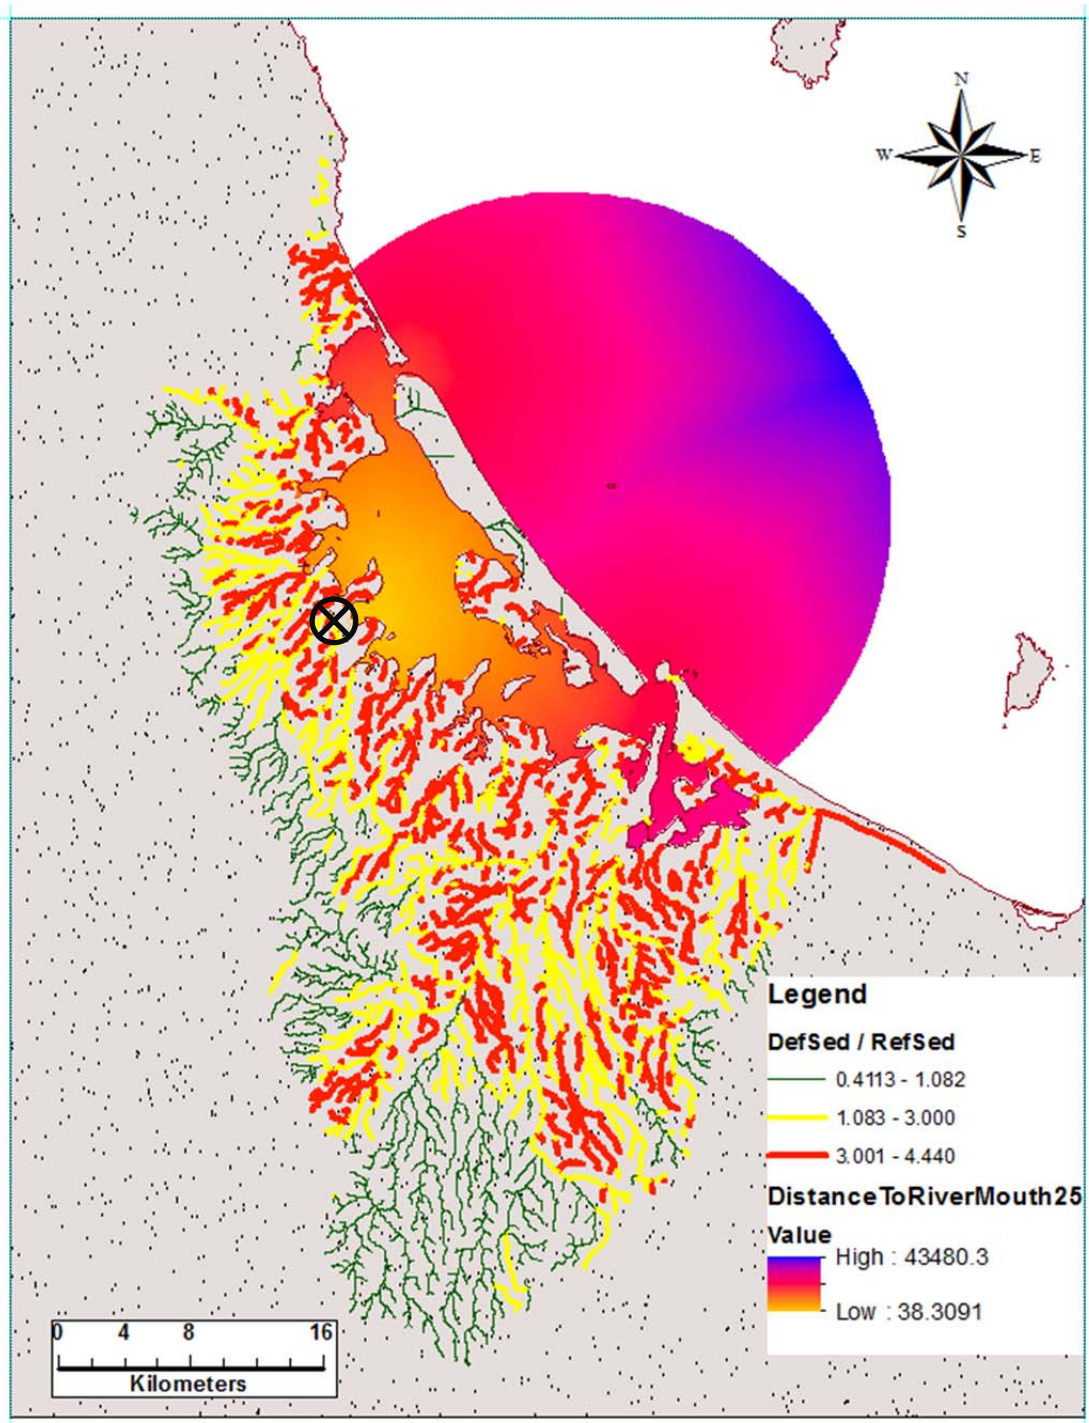 N
W E
S
Legend
DefSed / RefSed
0.4113 - 1.082
1.083 - 3.000
3.001 - 4.440
DistanceToRiverMouth25
Value
High : 43480.3
Low : 38.3091
0 4 8 16
Kilometers